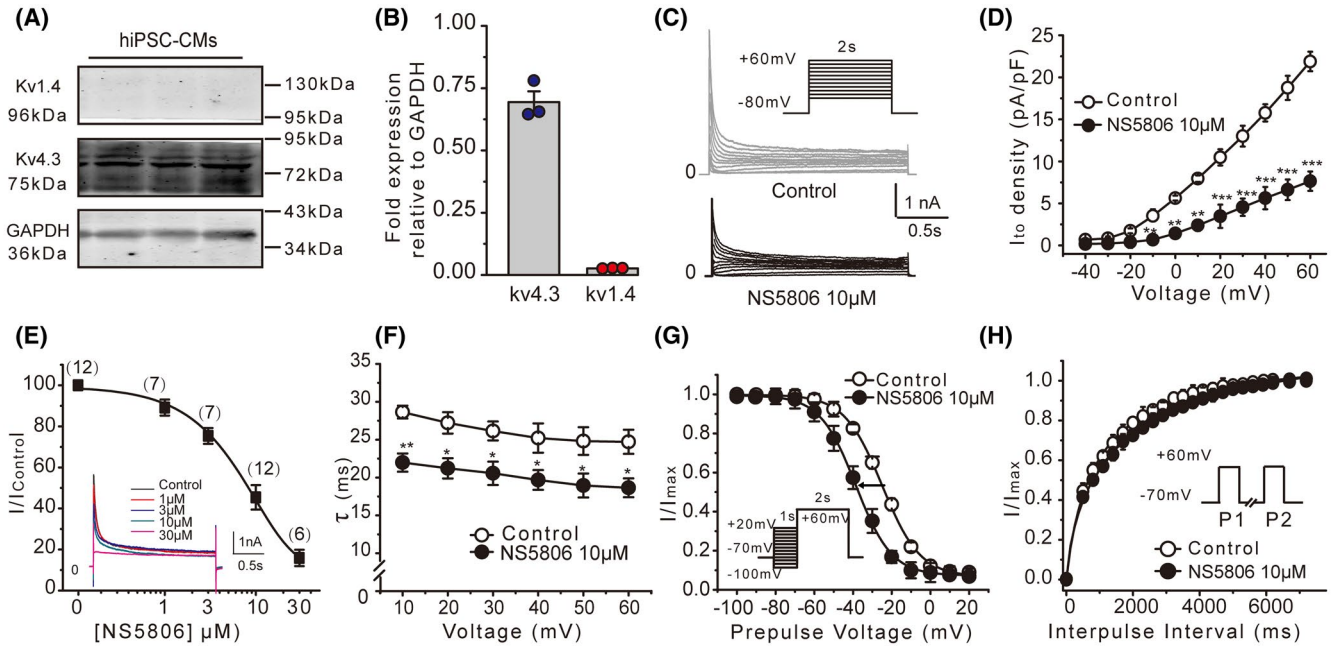 (A)
hiPSC-CMs
Kv1.4
96kDa
130kDa
95kDa
Kv4.3
75kDa
95kDa
72kDa
GAPDH
36kDa
43kDa
34kDa
(B)
Fold expression
relative to GAPDH
1.00
0.75
0.50
0.25
0.00
kv4.3
kv1.4
(C)
+60mV
2s
-80mV
0
Control
1 nA
0.5s
0
NS5806 10μM
(D)
Ito density (pA/pF)
25
20
15
10
5
0
Control
NS5806 10μM
** ** ** *** *** *** *** ***
-40 -20 0 20 40 60
Voltage (mV)
(E)
I/IControl
100
80
60
40
20
0
(12)
(7)
(7)
(12)
(6)
Control
1μM
3μM
10μM
30μM
1nA
0.5s
0
0 1 3 10 30
[NS5806] μM)
(F)
τ (ms)
35
30
25
20
15
10
0
** * * * * *
Control
NS5806 10μM
10 20 30 40 50 60
Voltage (mV)
(G)
I/Imax
1.0
0.8
0.6
0.4
0.2
0.0
Control
NS5806 10μM
2s
1s
+60mV
+20mV
-70mV
-100mV
-100 -80 -60 -40 -20 0 20
Prepulse Voltage (mV)
(H)
I/Imax
1.0
0.8
0.6
0.4
0.2
0.0
+60mV
-70mV
P1 P2
Control
NS5806 10μM
0 2000 4000 6000
Interpulse Interval (ms)